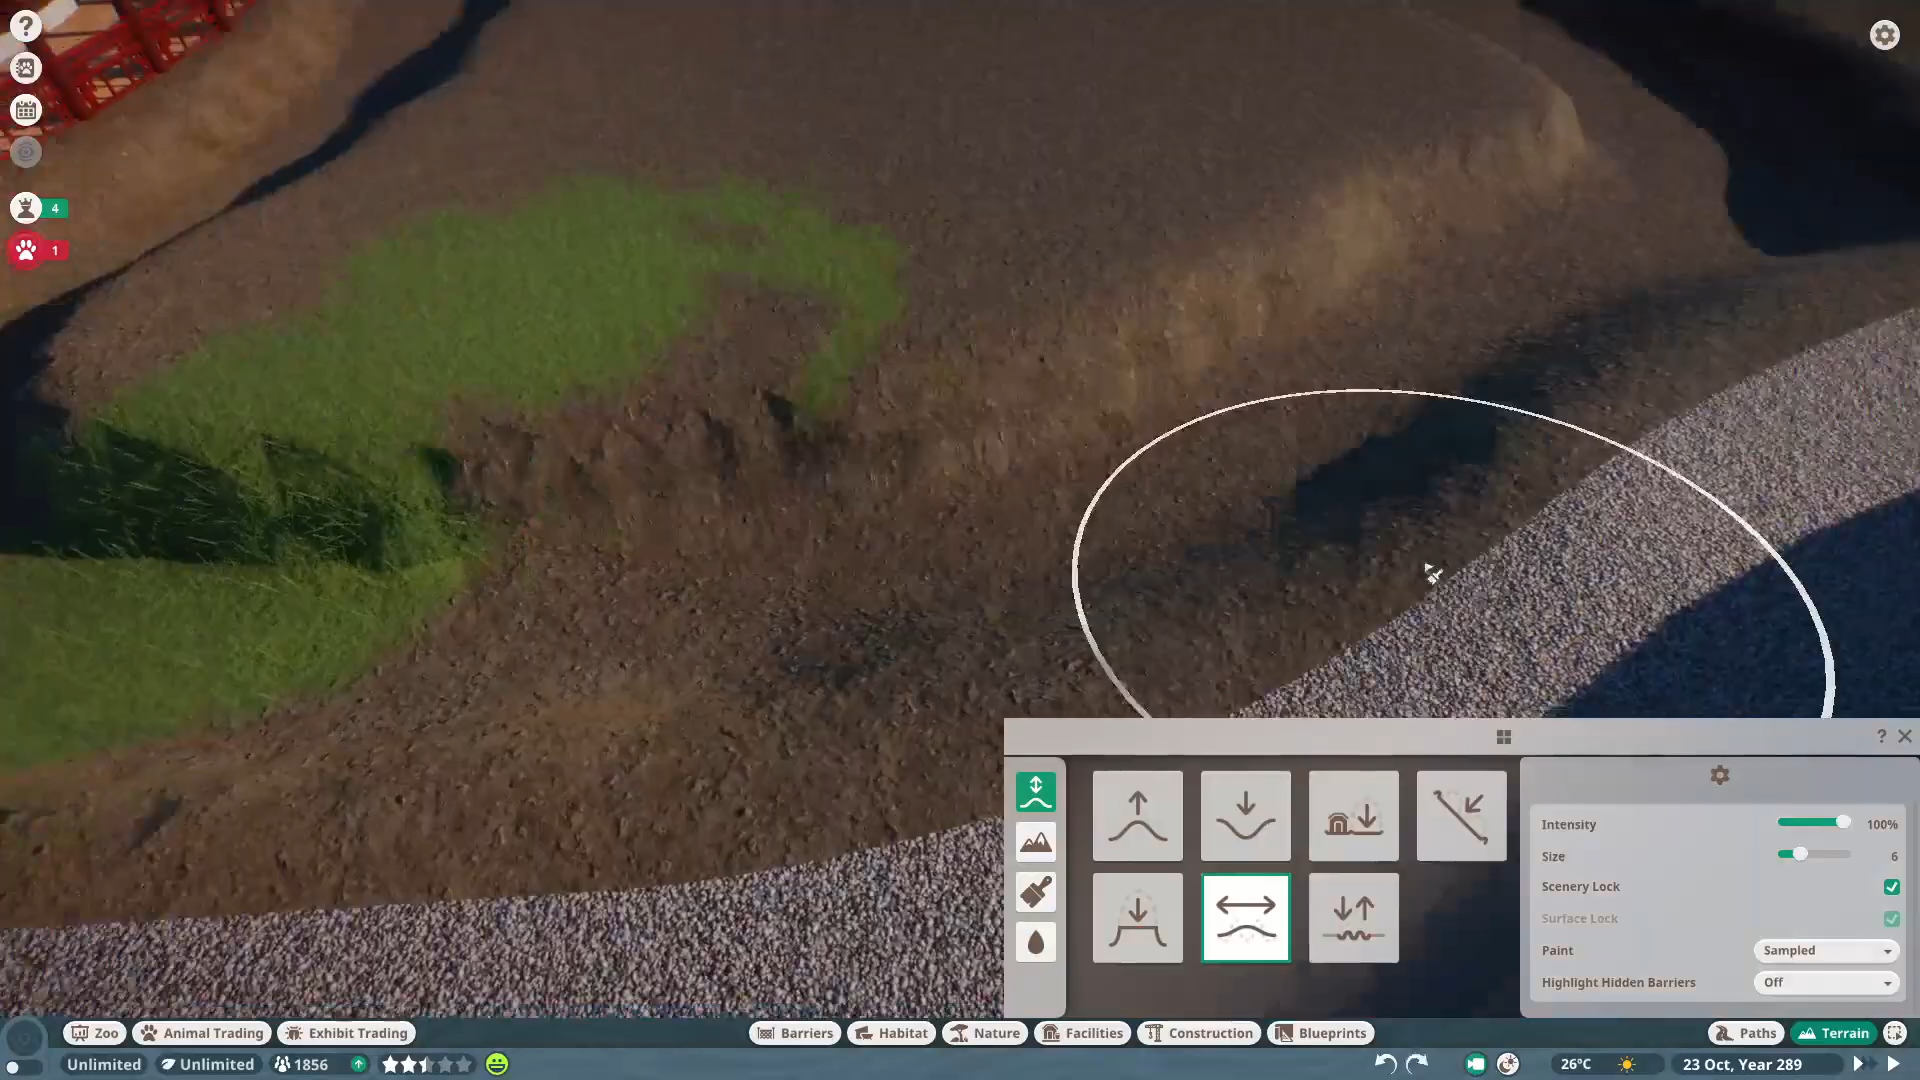 ?
4
1
?
Intensity 100%
Size 6
Scenery Lock
Surface Lock
Paint Sampled
Highlight Hidden Barriers Off
Zoo Animal Trading Exhibit Trading Barriers Habitat Nature Facilities Construction Blueprints Paths Terrain
Unlimited Unlimited 1856 26°C 23 Oct, Year 289